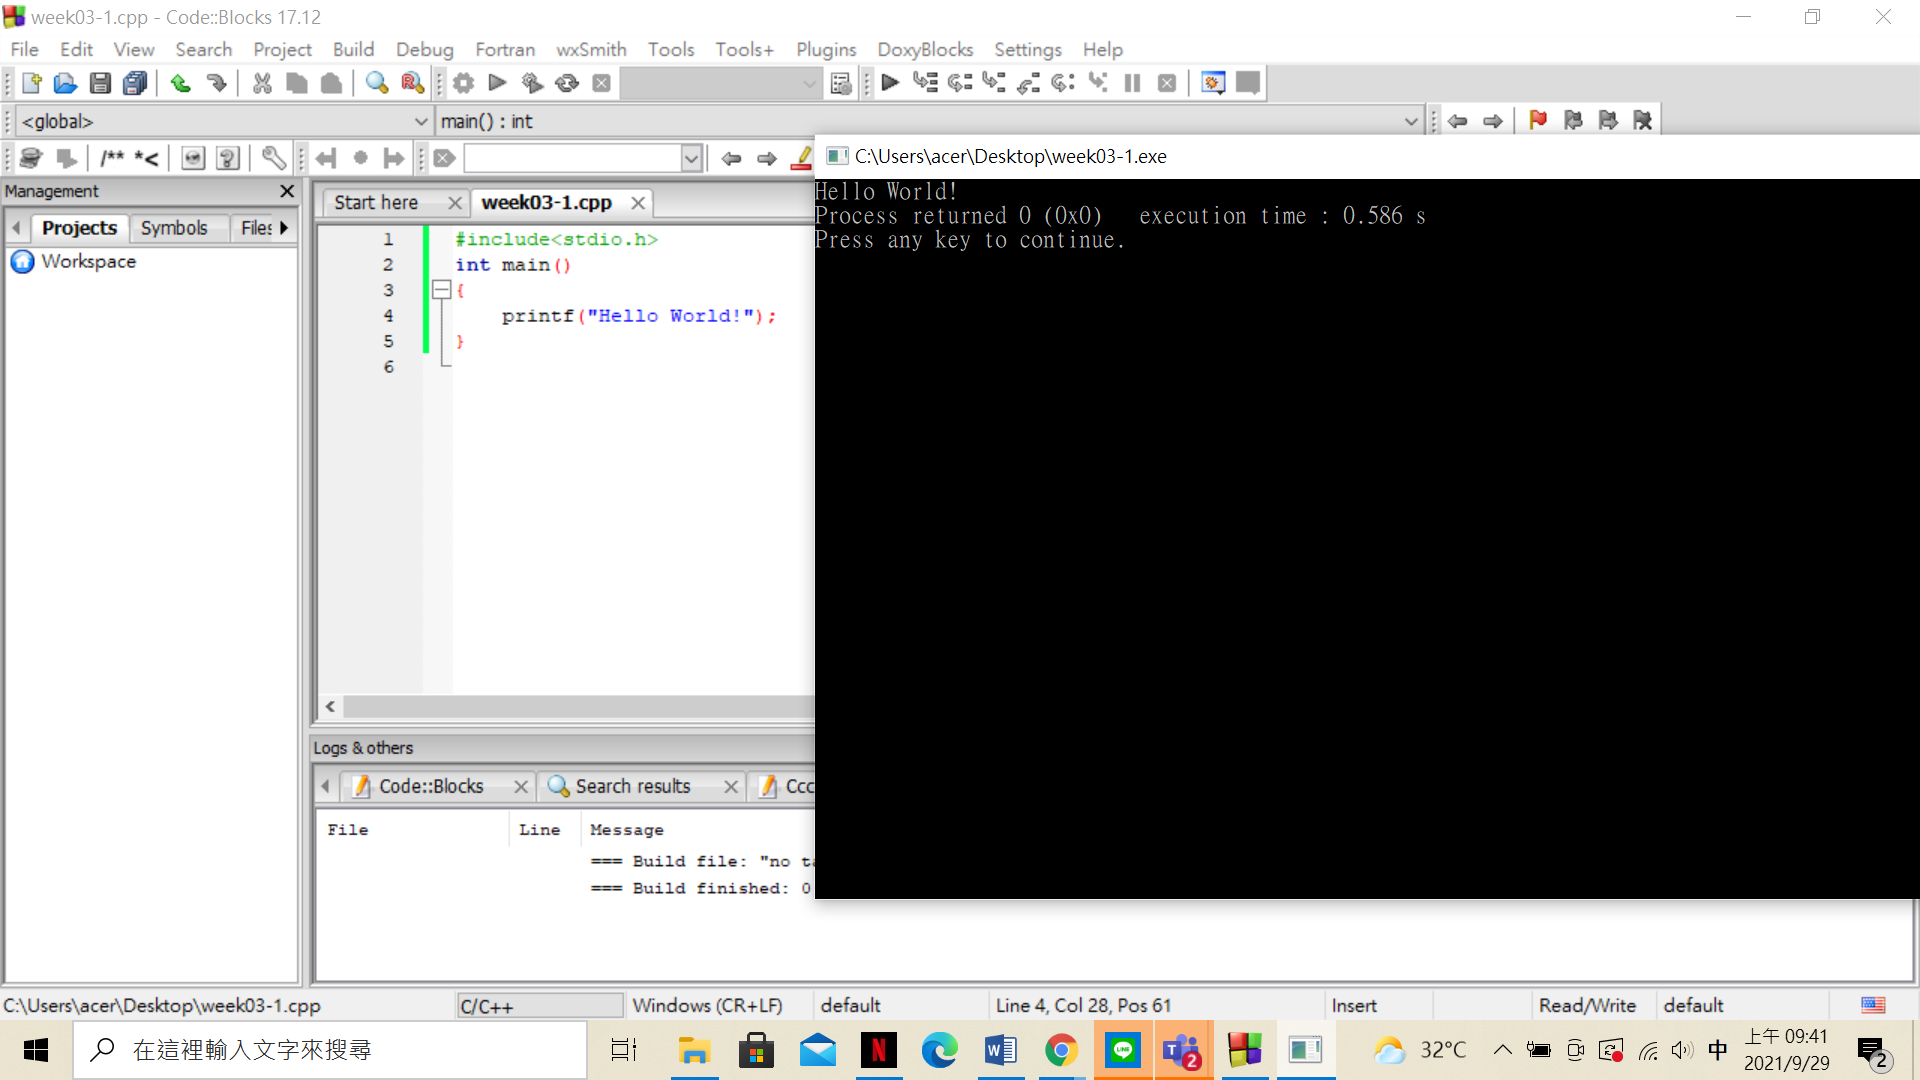 week03-1.cpp - Code::Blocks 17.12
File Edit View Search Project Build Debug Fortran wxSmith Tools Tools+ Plugins DoxyBlocks Settings Help
<global> main() : int
/** *<
C:\Users\acer\Desktop\week03-1.exe
Hello World!
Process returned 0 (0x0)   execution time : 0.586 s
Press any key to continue.
Management
Projects Symbols Files
Workspace
Start here week03-1.cpp
1 #include<stdio.h>
2 int main()
3 {
4     printf("Hello World!");
5 }
6
Logs & others
Code::Blocks Search results Ccc
File Line Message
=== Build file: "no ta
=== Build finished: 0
C:\Users\acer\Desktop\week03-1.cpp C/C++ Windows (CR+LF) default Line 4, Col 28, Pos 61 Insert Read/Write default
在這裡輸入文字來搜尋 2 32°C 中 上午 09:41
2021/9/29 2